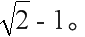 √2 - 1。